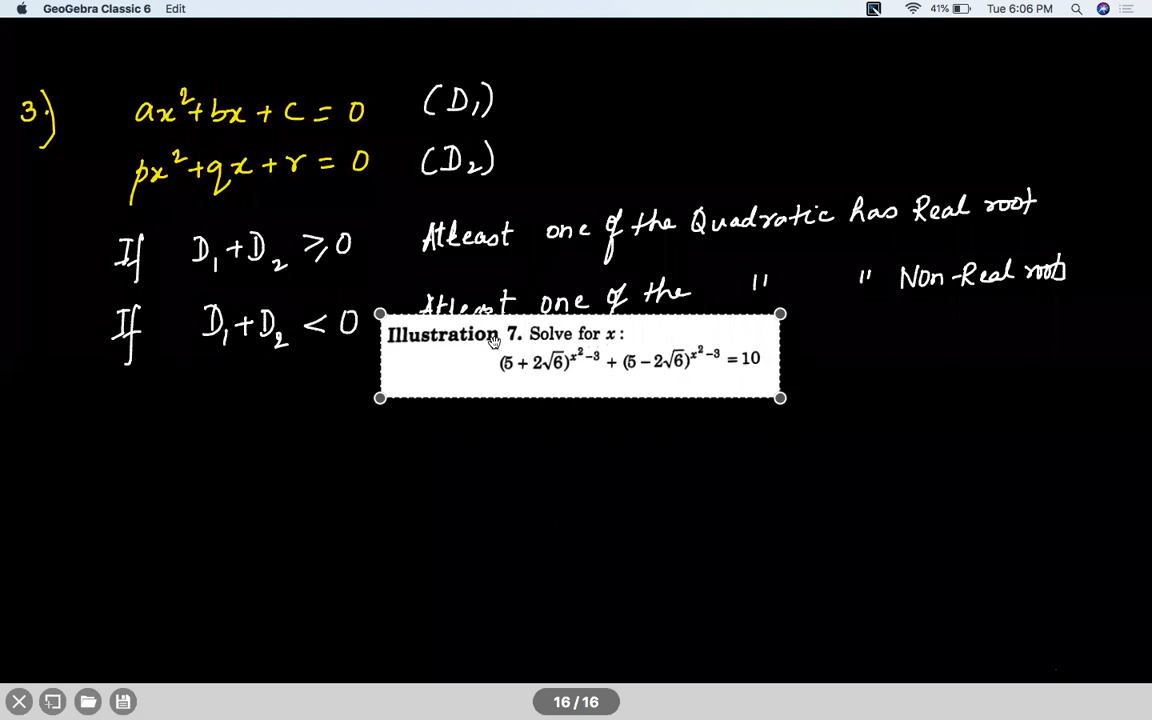 GeoGebra Classic 6 Edit 41% Tue 6:06 PM
3.) ax²+bx+c=0 (D₁)
px²+qx+r=0 (D₂)
If D₁+D₂ ⩾0 Atleast one of the Quadratic has Real root
If D₁+D₂ <0 Atleast one of the " " Non-Real roots
Illustration 7. Solve for x :
(5 + 2√6)^{x²–3} + (5 – 2√6)^{x²–3} = 10
16 / 16